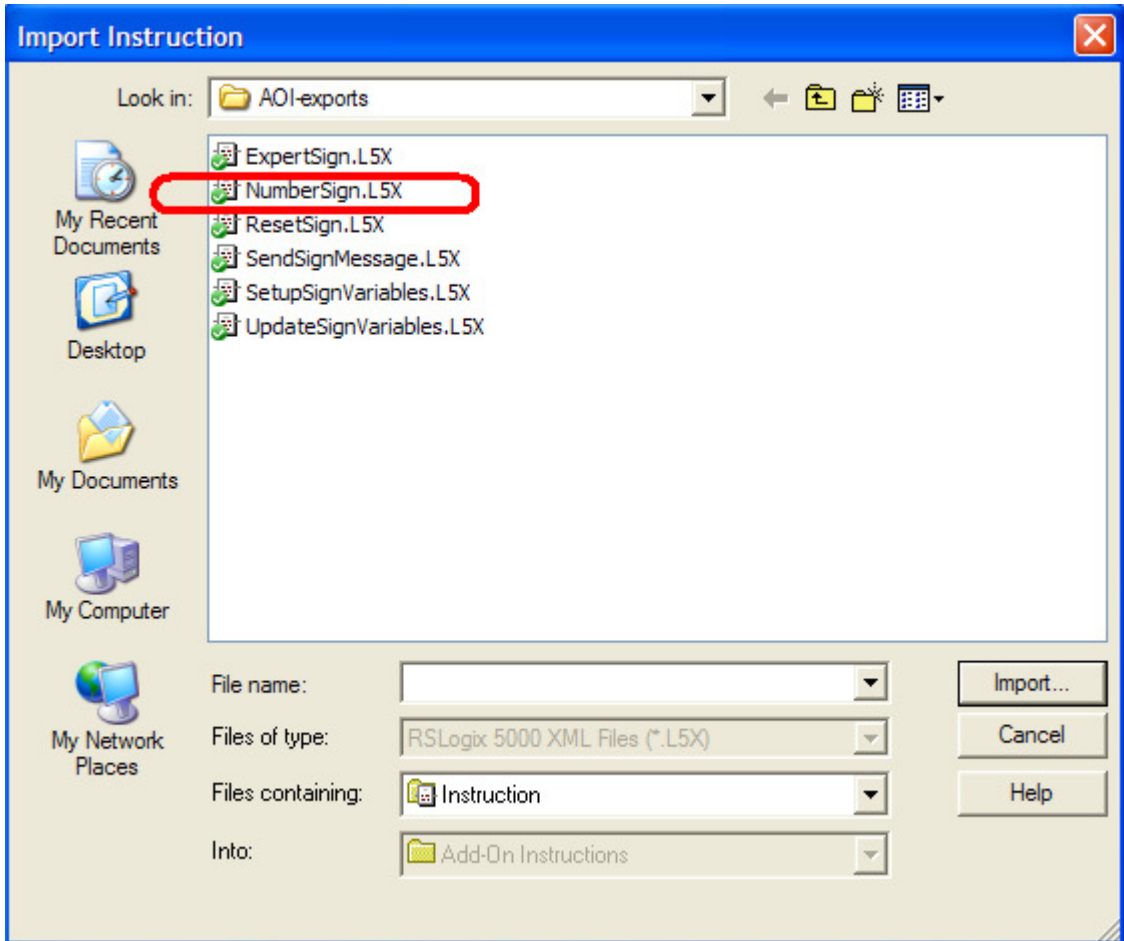 Import Instruction
Look in: AOI-exports
ExpertSign.L5X
NumberSign.L5X
ResetSign.L5X
SendSignMessage.L5X
SetupSignVariables.L5X
UpdateSignVariables.L5X
My Recent
Documents
Desktop
My Documents
My Computer
My Network
Places
File name:
Import...
Files of type: RSLogix 5000 XML Files (*.L5X)
Cancel
Files containing: Instruction
Help
Into: Add-On Instructions